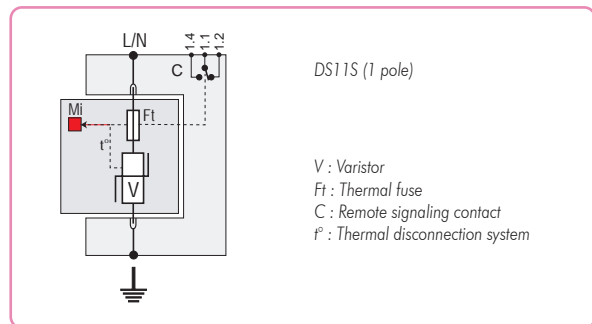 L/N
1.4
1.1
1.2
C
Mi
Ft
t°
V
DS11S (1 pole)
V : Varistor
Ft : Thermal fuse
C : Remote signaling contact
t° : Thermal disconnection system